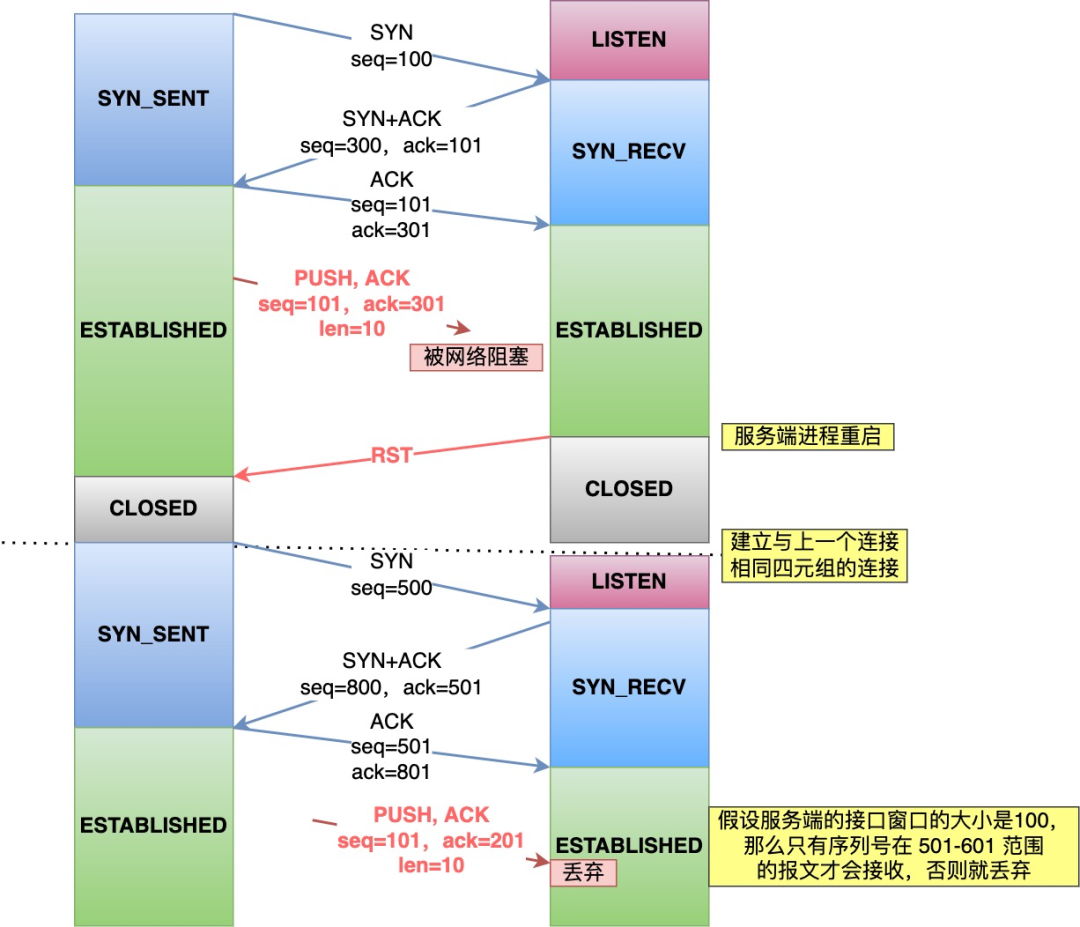 SYN
seq=100
LISTEN
SYN_SENT
SYN+ACK
seq=300，ack=101
SYN_RECV
ACK
seq=101
ack=301
PUSH, ACK
seq=101，ack=301
len=10
ESTABLISHED
ESTABLISHED
被网络阻塞
服务端进程重启
RST
CLOSED
CLOSED
建立与上一个连接
相同四元组的连接
SYN
seq=500
LISTEN
SYN_SENT
SYN+ACK
seq=800，ack=501
SYN_RECV
ACK
seq=501
ack=801
PUSH, ACK
seq=101，ack=201
len=10
ESTABLISHED
ESTABLISHED
丢弃
假设服务端的接口窗口的大小是100，
那么只有序列号在 501-601 范围
的报文才会接收，否则就丢弃